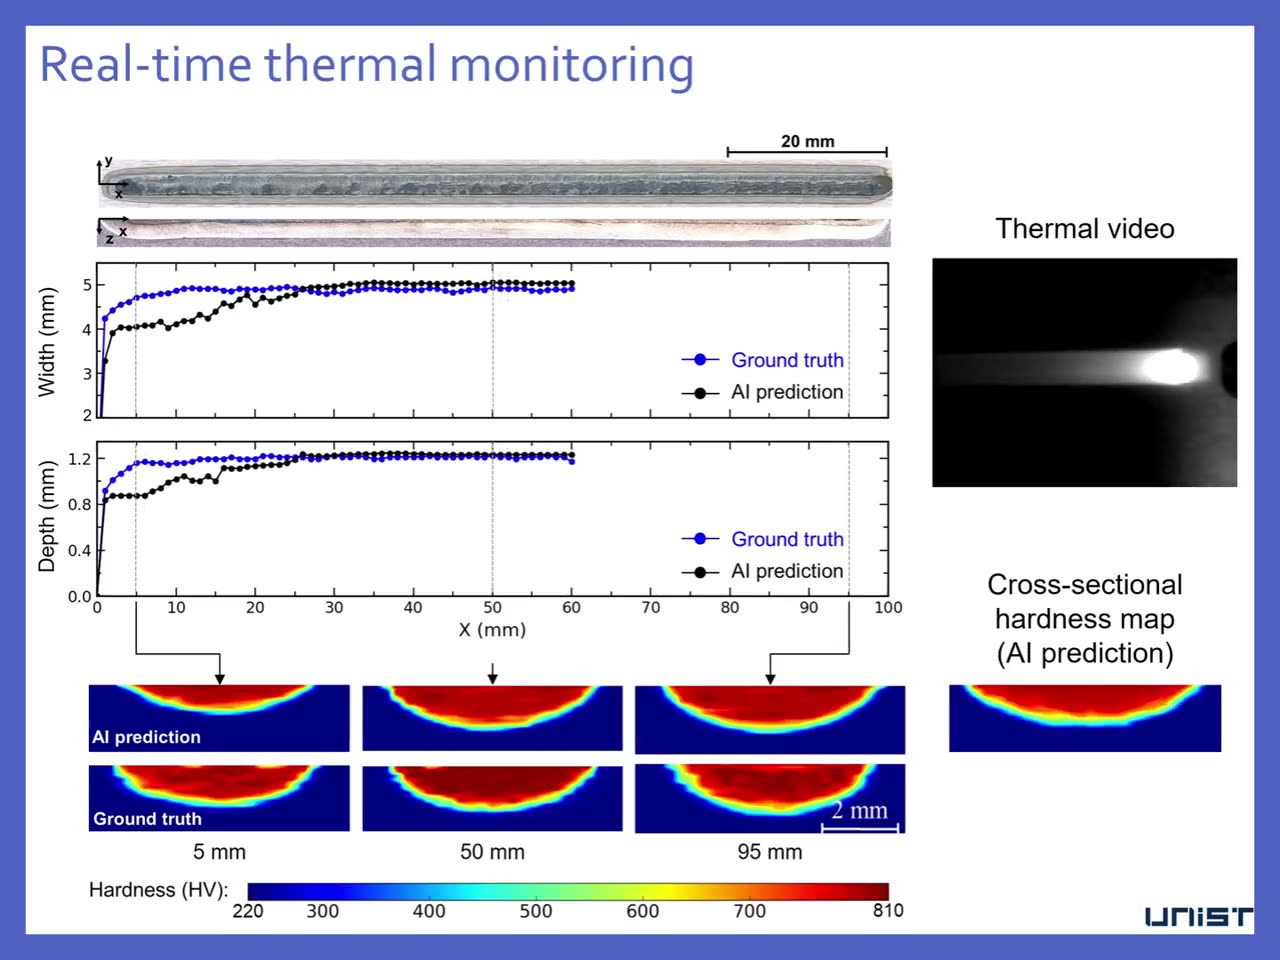 Real-time thermal monitoring
20 mm
y
x
x
z
Thermal video
Width (mm)
5
4
3
2
Ground truth
AI prediction
Depth (mm)
1.2
0.8
0.4
0.0
Ground truth
AI prediction
0 10 20 30 40 50 60 70 80 90 100
X (mm)
Cross-sectional
hardness map
(AI prediction)
AI prediction
Ground truth
2 mm
5 mm 50 mm 95 mm
Hardness (HV):
220 300 400 500 600 700 810
UNIST